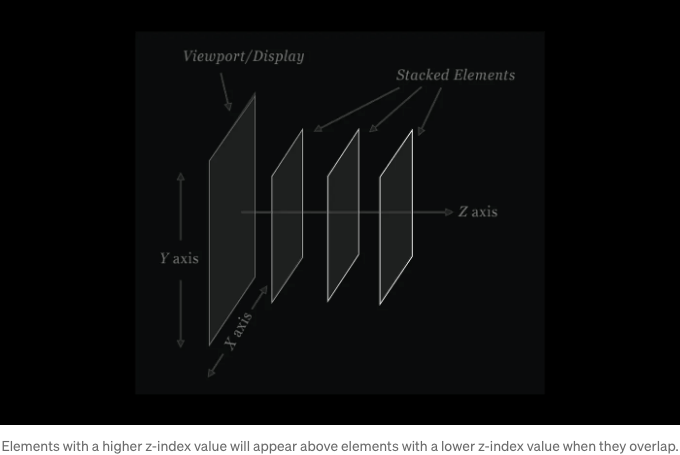 Viewport/Display
Stacked Elements
Z axis
Y axis
X axis
Elements with a higher z-index value will appear above elements with a lower z-index value when they overlap.